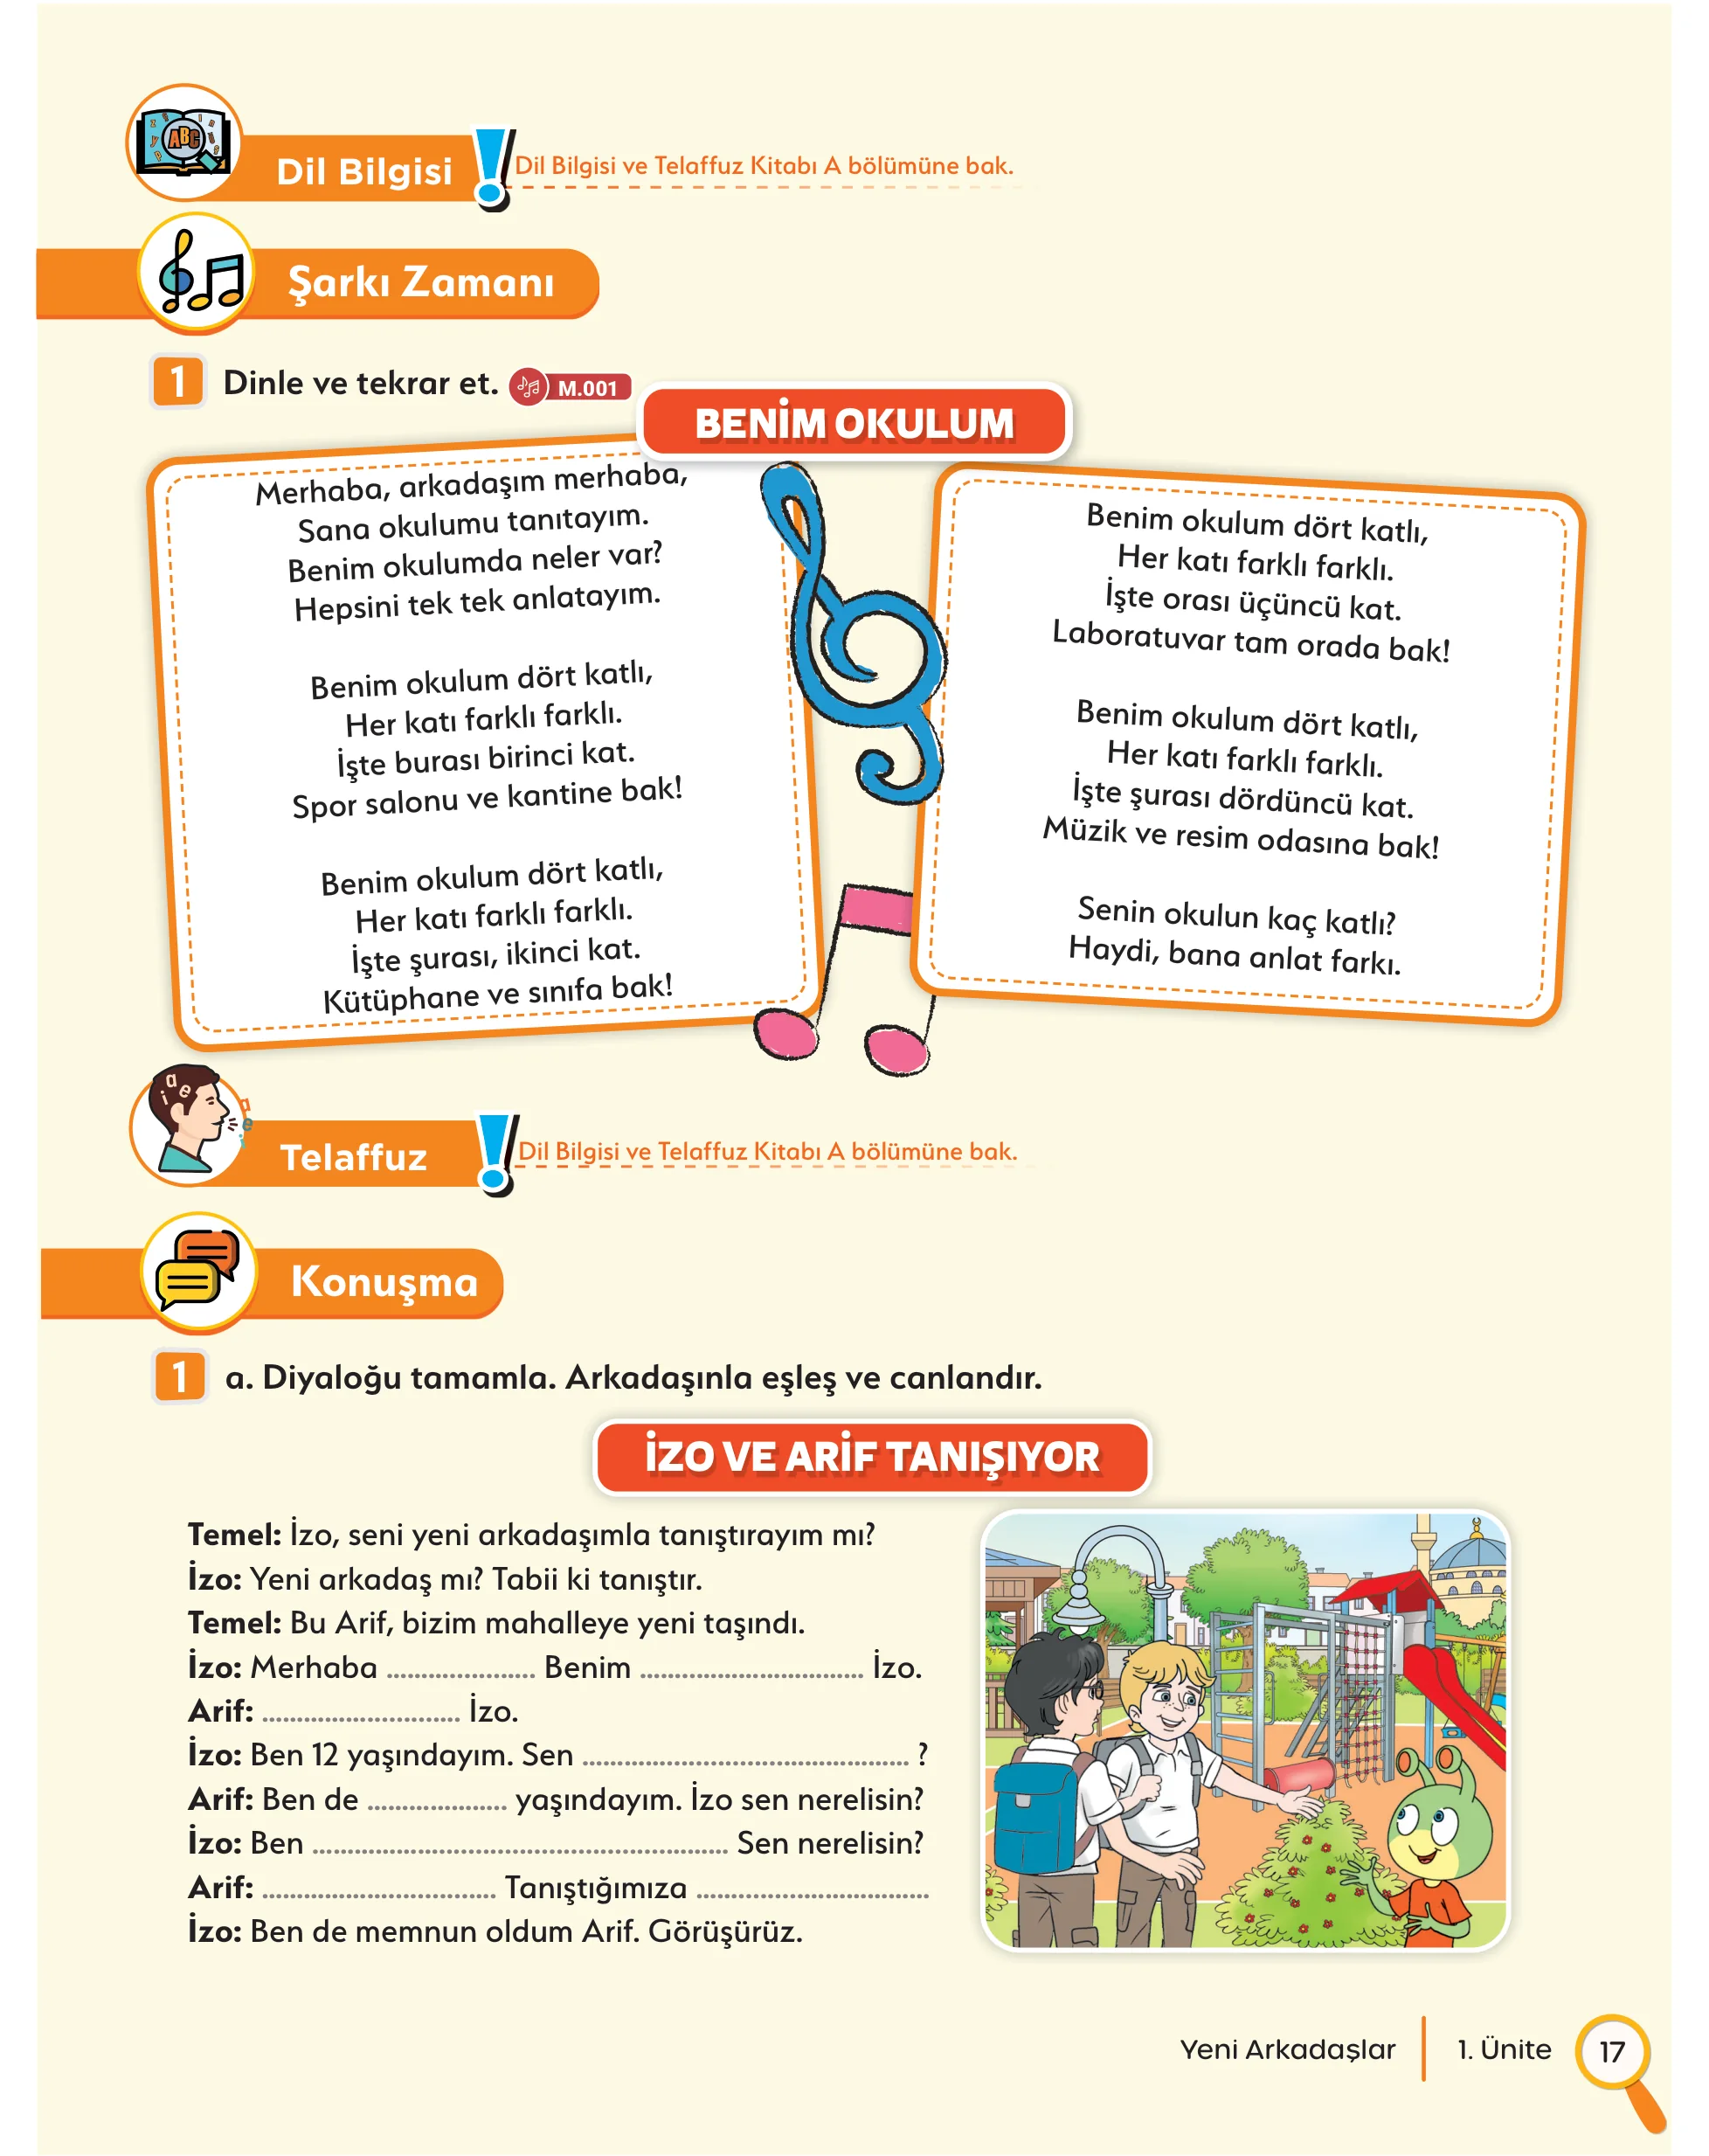 Dil Bilgisi
Dil Bilgisi ve Telaffuz Kitabı A bölümüne bak.
Şarkı Zamanı
1 Dinle ve tekrar et. M.001
BENİM OKULUM
Merhaba, arkadaşım merhaba,
Sana okulumu tanıtayım.
Benim okulumda neler var?
Hepsini tek tek anlatayım.
Benim okulum dört katlı,
Her katı farklı farklı.
İşte burası birinci kat.
Spor salonu ve kantine bak!
Benim okulum dört katlı,
Her katı farklı farklı.
İşte şurası, ikinci kat.
Kütüphane ve sınıfa bak!
Benim okulum dört katlı,
Her katı farklı farklı.
İşte orası üçüncü kat.
Laboratuvar tam orada bak!
Benim okulum dört katlı,
Her katı farklı farklı.
İşte şurası dördüncü kat.
Müzik ve resim odasına bak!
Senin okulun kaç katlı?
Haydi, bana anlat farkı.
Telaffuz
Dil Bilgisi ve Telaffuz Kitabı A bölümüne bak.
Konuşma
1 a. Diyaloğu tamamla. Arkadaşınla eşleş ve canlandır.
İZO VE ARİF TANIŞIYOR
Temel: İzo, seni yeni arkadaşımla tanıştırayım mı?
İzo: Yeni arkadaş mı? Tabii ki tanıştır.
Temel: Bu Arif, bizim mahalleye yeni taşındı.
İzo: Merhaba ..................... Benim ................................ İzo.
Arif: ............................ İzo.
İzo: Ben 12 yaşındayım. Sen .............................................. ?
Arif: Ben de .................... yaşındayım. İzo sen nerelisin?
İzo: Ben ........................................................... Sen nerelisin?
Arif: ................................. Tanıştığımıza .................................
İzo: Ben de memnun oldum Arif. Görüşürüz.
Yeni Arkadaşlar 1. Ünite 17